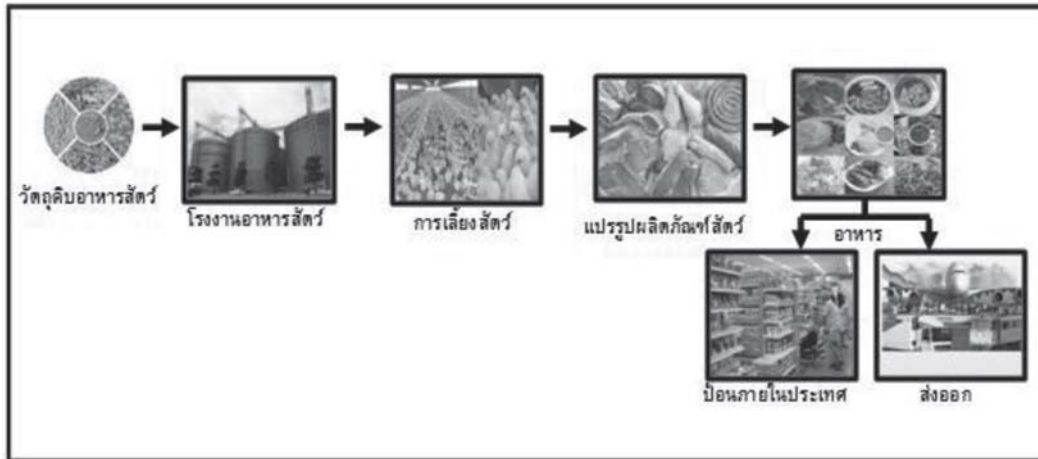 วัตถุดิบอาหารสัตว์
โรงงานอาหารสัตว์
การเลี้ยงสัตว์
แปรรูปผลิตภัณฑ์สัตว์
อาหาร
ป้อนภายในประเทศ
ส่งออก